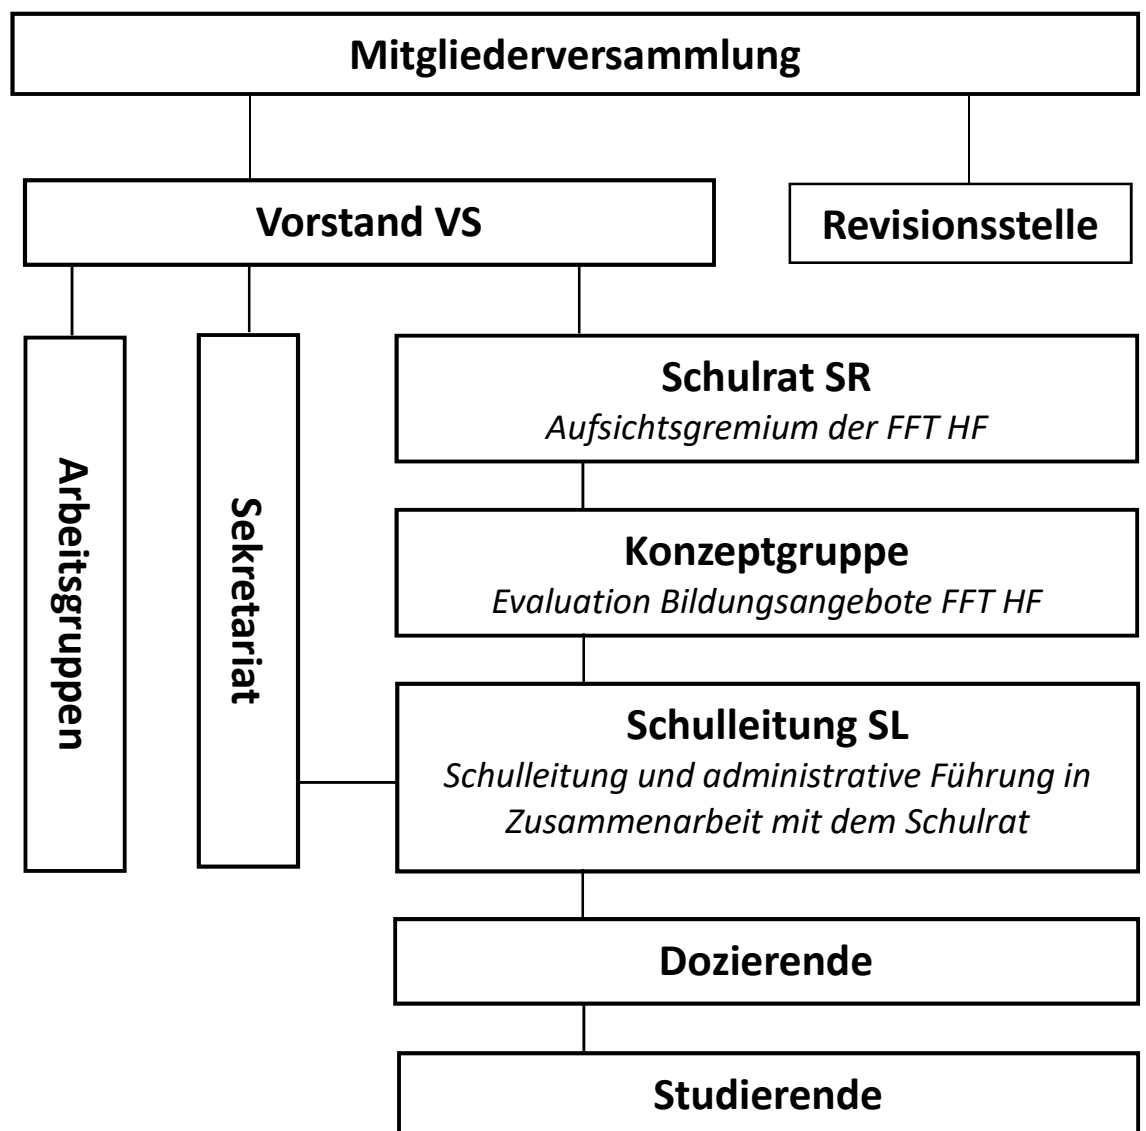 Mitgliederversammlung
Vorstand VS
Revisionsstelle
Arbeitsgruppen
Sekretariat
Schulrat SR
Aufsichtsgremium der FFT HF
Konzeptgruppe
Evaluation Bildungsangebote FFT HF
Schulleitung SL
Schulleitung und administrative Führung in
Zusammenarbeit mit dem Schulrat
Dozierende
Studierende